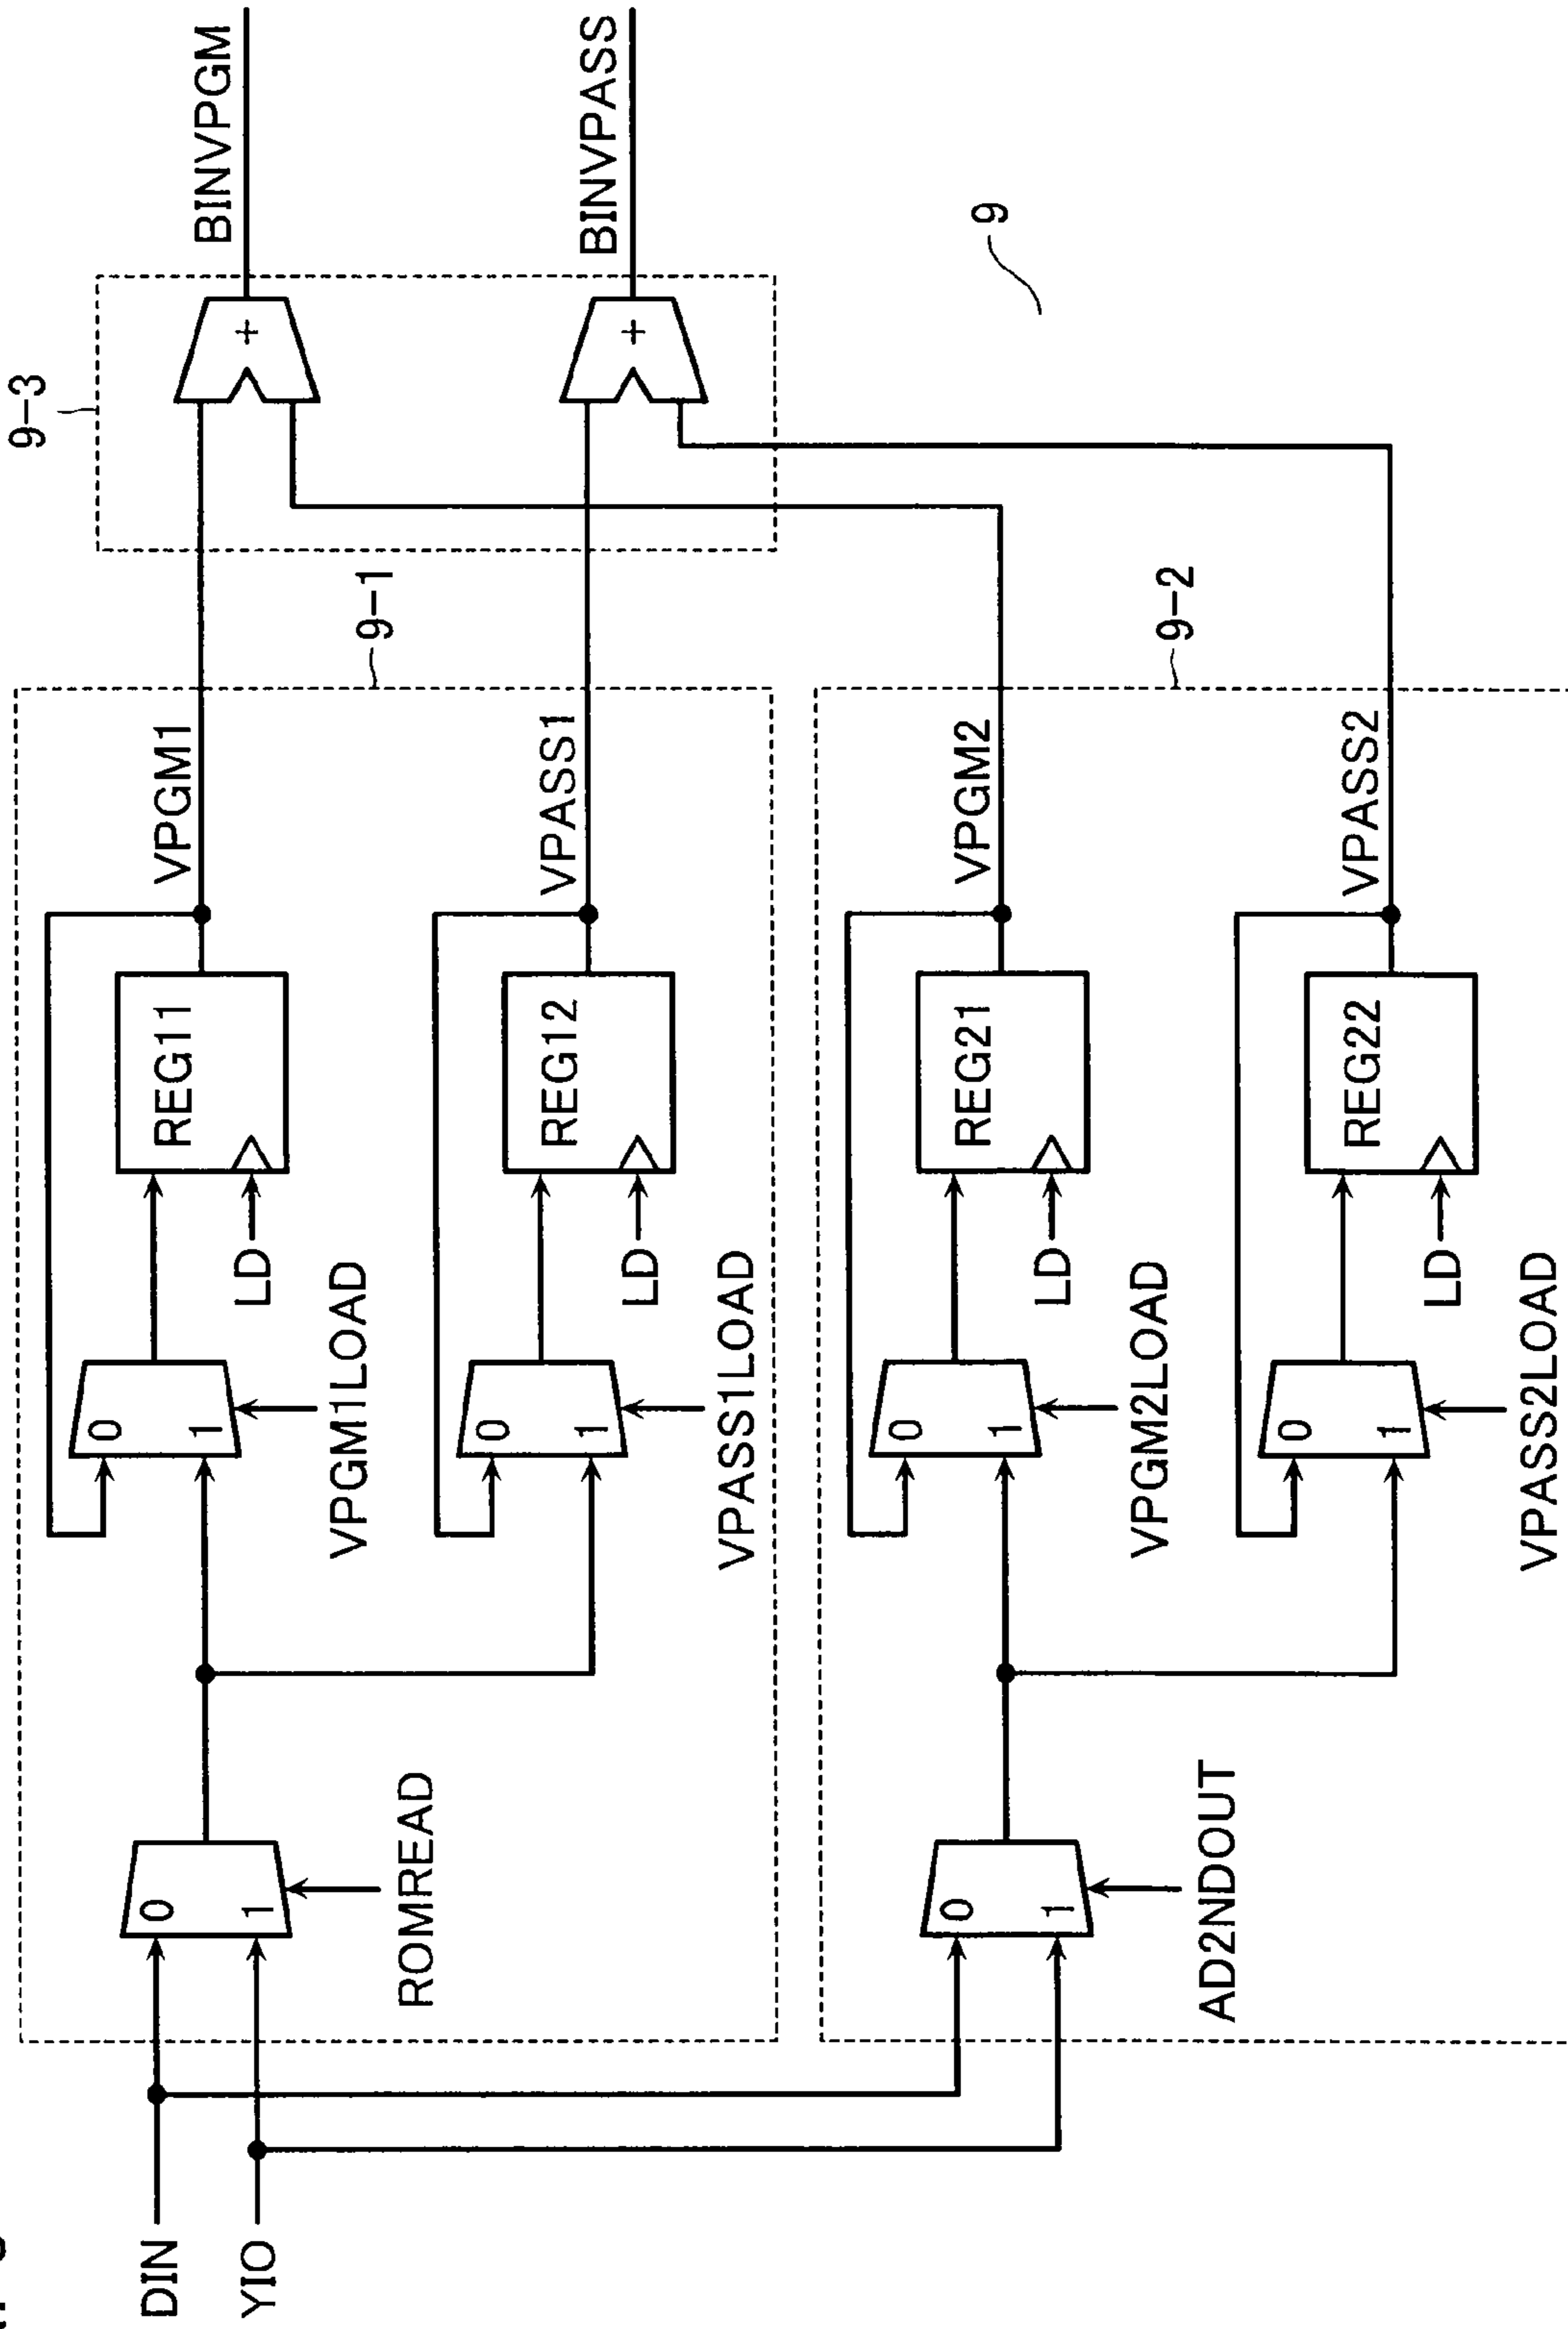 DIN
YIO
0
1
ROMREAD
0
1
VPGM1LOAD
REG11
LD
VPGM1
0
1
VPASS1LOAD
REG12
LD
VPASS1
9-1
0
1
AD2NDOUT
0
1
VPGM2LOAD
REG21
LD
VPGM2
0
1
VPASS2LOAD
REG22
LD
VPASS2
9-2
9-3
+
BINVPGM
+
BINVPASS
9